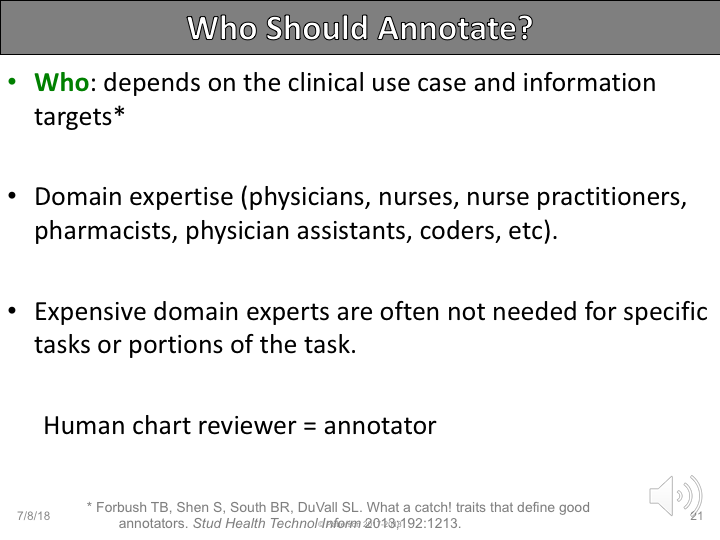 Who Should Annotate?
• Who: depends on the clinical use case and information
targets*
• Domain expertise (physicians, nurses, nurse practitioners,
pharmacists, physician assistants, coders, etc).
• Expensive domain experts are often not needed for specific
tasks or portions of the task.
Human chart reviewer = annotator
* Forbush TB, Shen S, South BR, DuVall SL. What a catch! traits that define good
annotators. Stud Health Technol Inform 2013;192:1213.
7/8/18
21